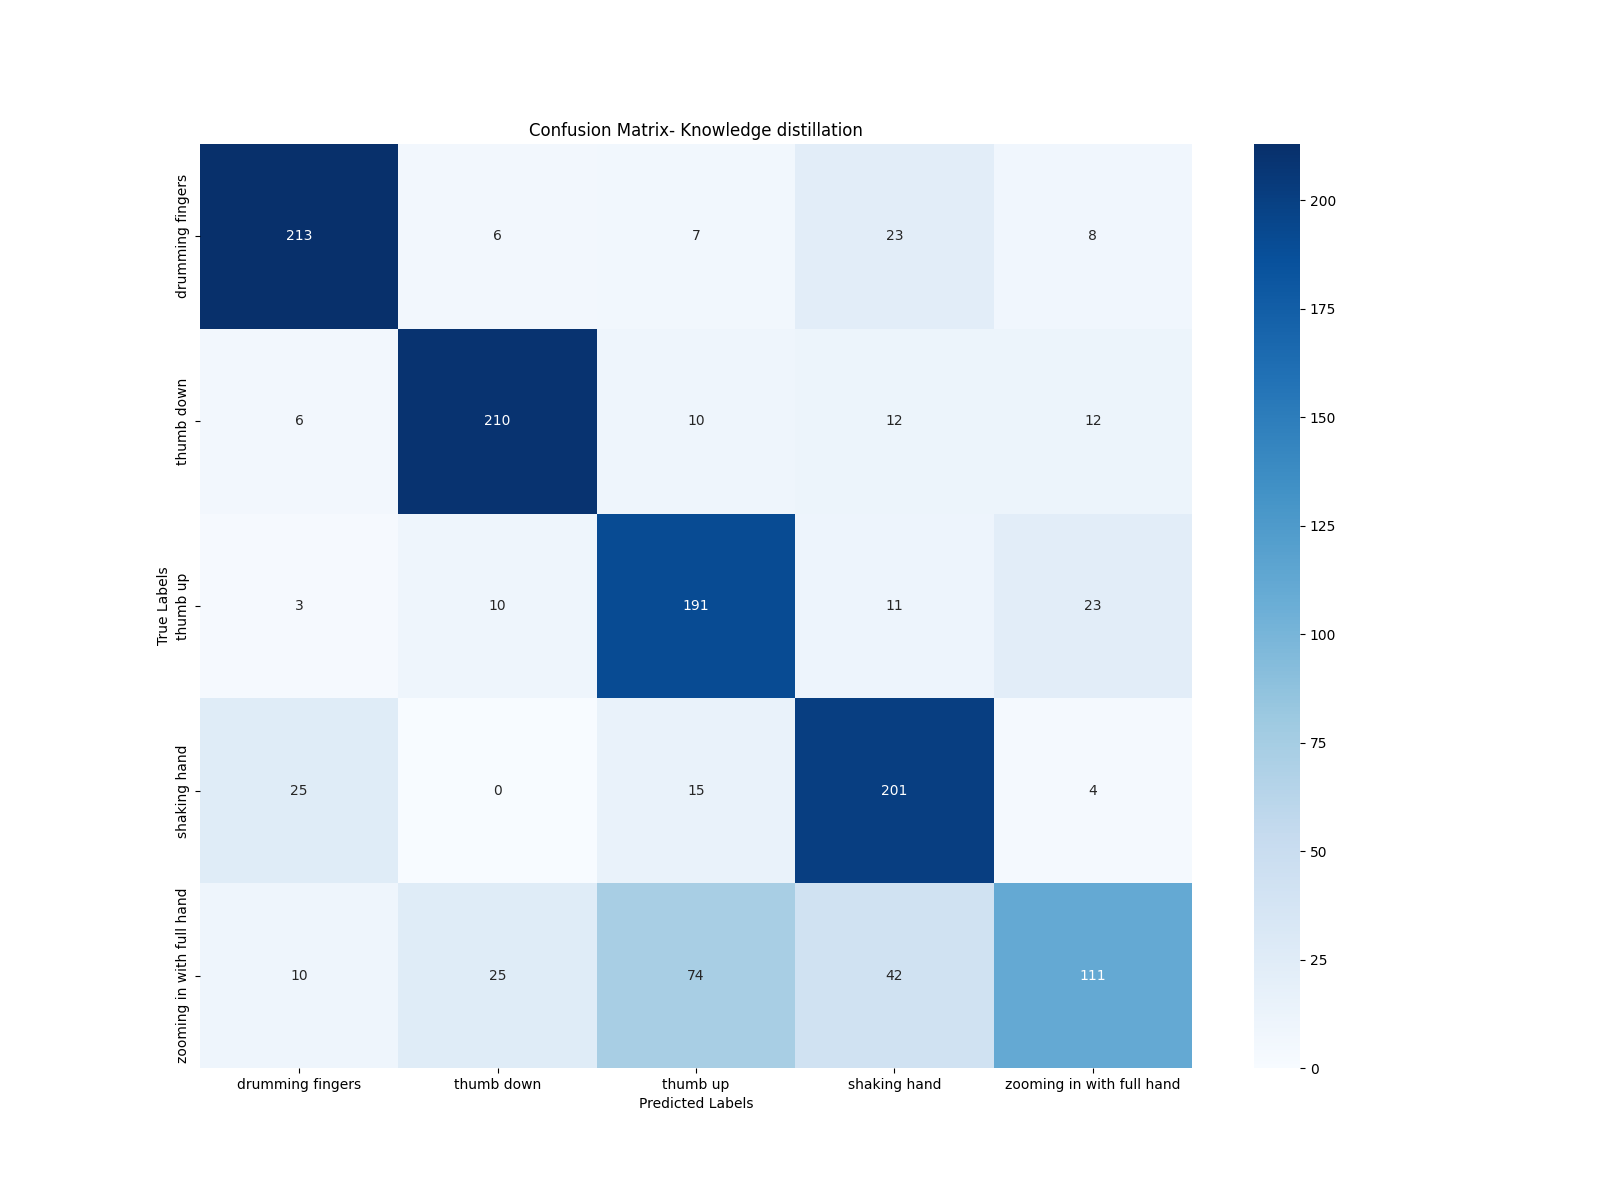 Confusion Matrix- Knowledge distillation
True Labels
drumming fingers
213 6 7 23 8
thumb down
6 210 10 12 12
thumb up
3 10 191 11 23
shaking hand
25 0 15 201 4
zooming in with full hand
10 25 74 42 111
drumming fingers thumb down thumb up shaking hand zooming in with full hand
Predicted Labels
200
175
150
125
100
75
50
25
0